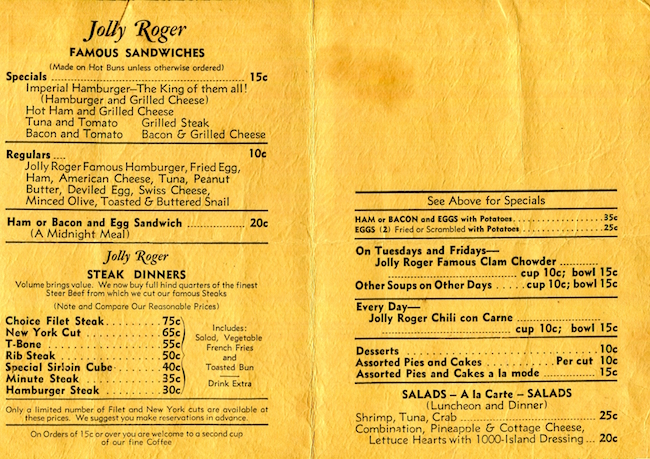 Jolly Roger
FAMOUS SANDWICHES
(Made on Hot Buns unless otherwise ordered)
Specials ........ 15c
Imperial Hamburger—The King of them all!
(Hamburger and Grilled Cheese)
Hot Ham and Grilled Cheese
Tuna and Tomato Grilled Steak
Bacon and Tomato Bacon & Grilled Cheese
Regulars .... 10c
Jolly Roger Famous Hamburger, Fried Egg,
Ham, American Cheese, Tuna, Peanut
Butter, Deviled Egg, Swiss Cheese,
Minced Olive, Toasted & Buttered Snail
Ham or Bacon and Egg Sandwich ........ 20c
(A Midnight Meal)
Jolly Roger
STEAK DINNERS
Volume brings value. We now buy full hind quarters of the finest
Steer Beef from which we cut our famous Steaks
(Note and Compare Our Reasonable Prices)
Choice Filet Steak ........ 75c
New York Cut ........ 65c
T-Bone ........ 55c
Rib Steak ........ 50c
Special Sirloin Cube ........ 40c
Minute Steak ........ 35c
Hamburger Steak ........ 30c
Includes:
Salad, Vegetable
French Fries
and
Toasted Bun
Drink Extra
Only a limited number of Filet and New York cuts are available at
these prices. We suggest you make reservations in advance.
On Orders of 15c or over you are welcome to a second cup
of our fine Coffee
See Above for Specials
HAM or BACON and EGGS with Potatoes ........ 35c
EGGS (2) Fried or Scrambled with Potatoes ........ 25c
On Tuesdays and Fridays—
Jolly Roger Famous Clam Chowder ........
........ cup 10c; bowl 15c
Other Soups on Other Days ..... cup 10c; bowl 15c
Every Day—
Jolly Roger Chili con Carne ........
........ cup 10c; bowl 15c
Desserts ........ 10c
Assorted Pies and Cakes ........ Per cut 10c
Assorted Pies and Cakes a la mode ........ 15c
SALADS — A la Carte — SALADS
(Luncheon and Dinner)
Shrimp, Tuna, Crab ........ 25c
Combination, Pineapple & Cottage Cheese,
Lettuce Hearts with 1000-Island Dressing ... 20c